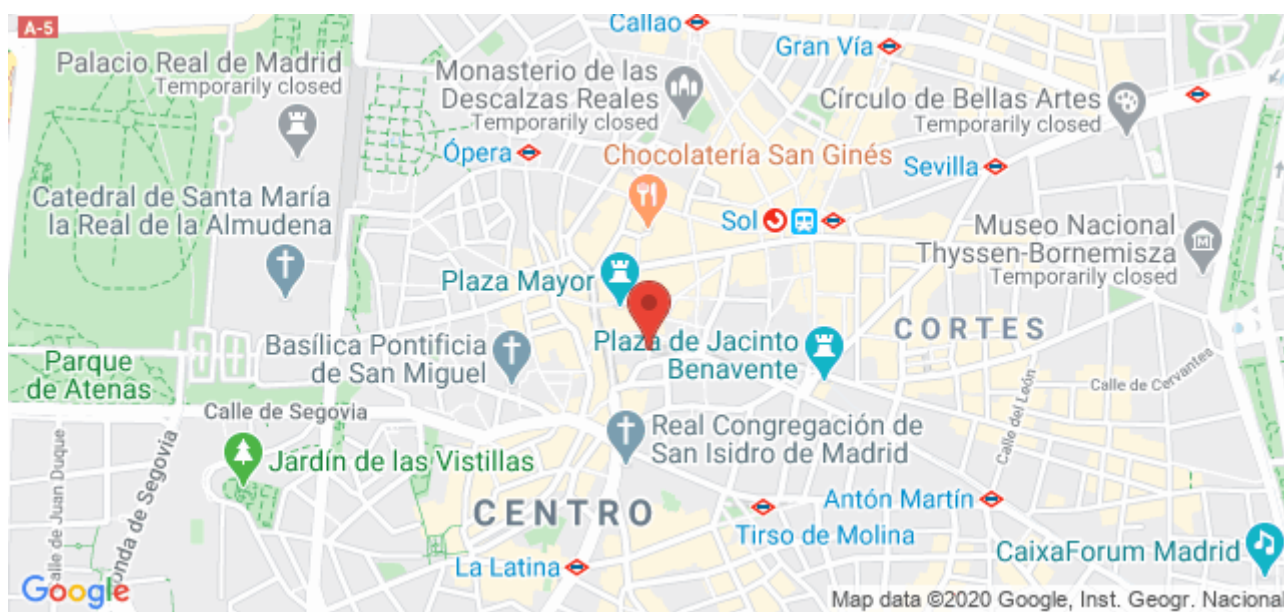 A-5
Callao
Gran Vía
Palacio Real de Madrid
Temporarily closed
Monasterio de las
Descalzas Reales
Temporarily closed
Círculo de Bellas Artes
Temporarily closed
Ópera
Chocolatería San Ginés
Sevilla
Catedral de Santa María
la Real de la Almudena
Sol
Museo Nacional
Thyssen-Bornemisza
Temporarily closed
Plaza Mayor
CORTES
Plaza de Jacinto
Benavente
Basílica Pontificia
de San Miguel
Parque
de Atenas
Calle de Cervantes
Calle del León
Calle de Segovia
Real Congregación de
San Isidro de Madrid
Jardín de las Vistillas
Calle de Juan Duque
Ronda de Segovia
CENTRO
Antón Martín
Tirso de Molina
La Latina
CaixaForum Madrid
Google
Map data ©2020 Google, Inst. Geogr. Naciona